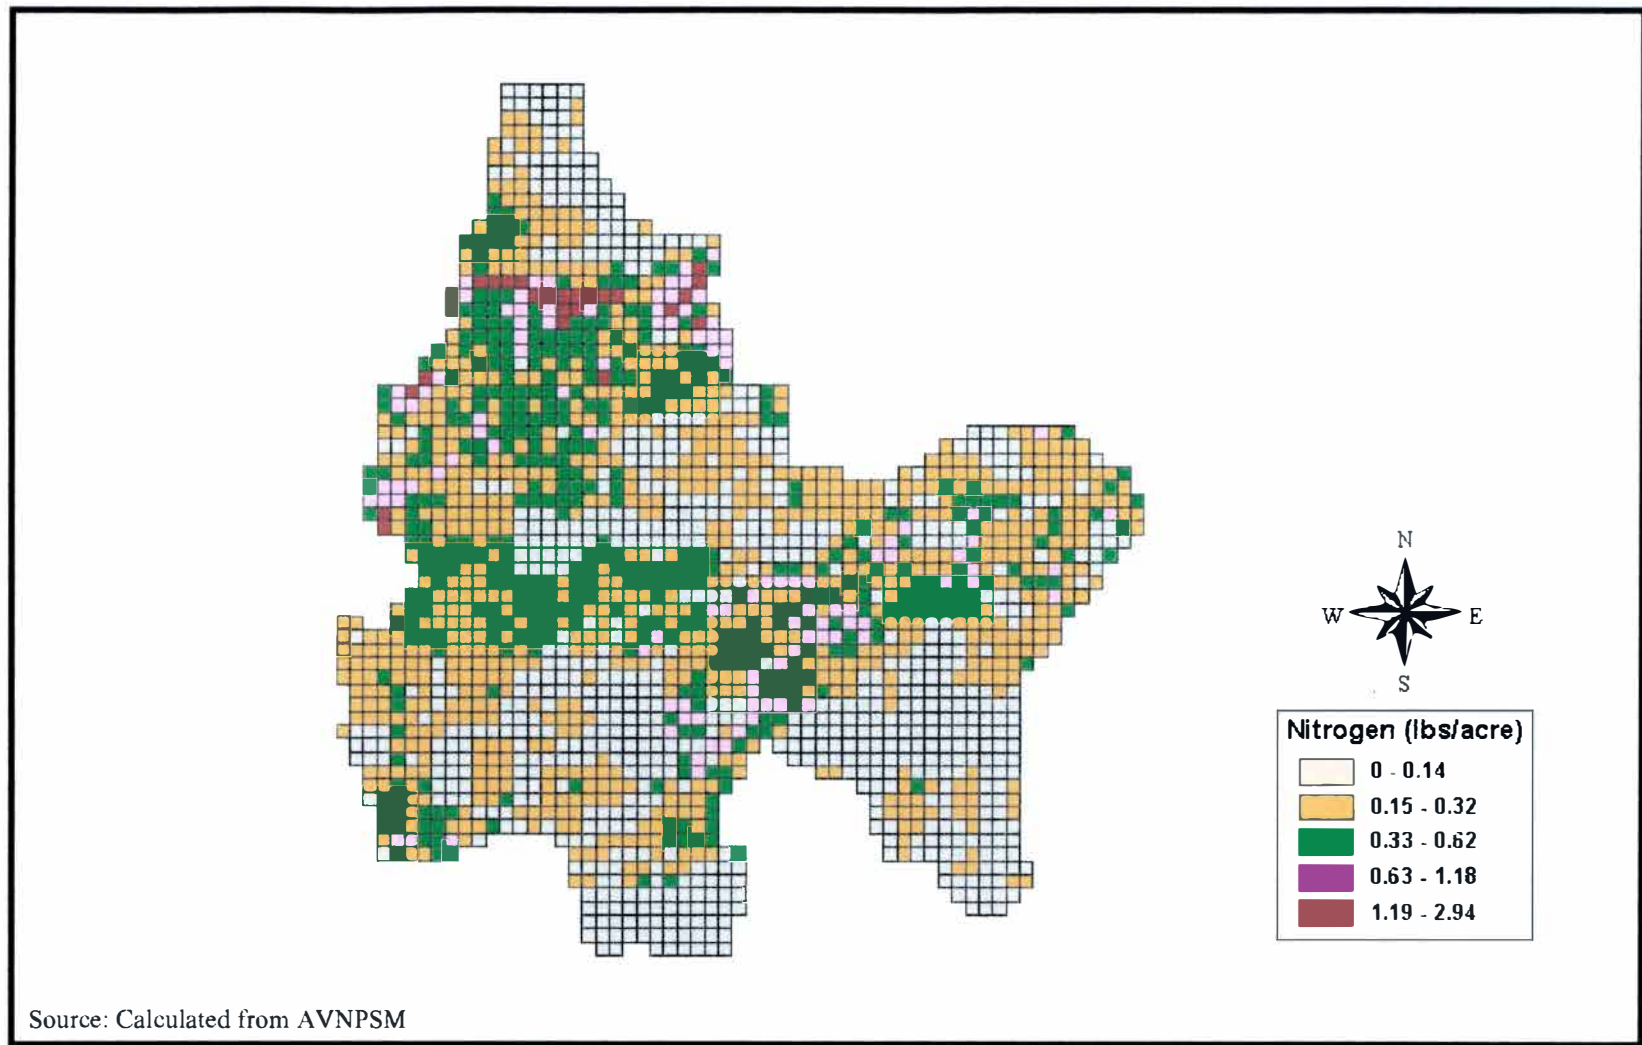 N
W E
S
Nitrogen (lbs/acre)
0 - 0.14
0.15 - 0.32
0.33 - 0.62
0.63 - 1.18
1.19 - 2.94
Source: Calculated from AVNPSM